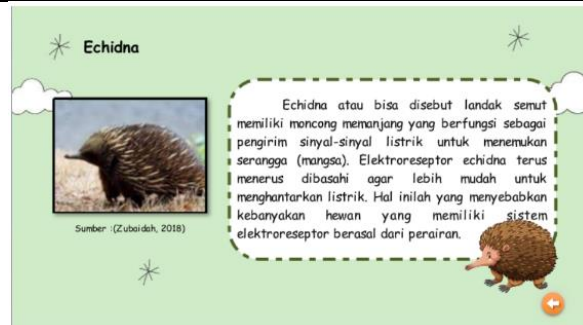 Echidna
Echidna atau bisa disebut landak semut
memiliki moncong memanjang yang berfungsi sebagai
pengirim sinyal-sinyal listrik untuk menemukan
serangga (mangsa). Elektroreseptor echidna terus
menerus dibasahi agar lebih mudah untuk
menghantarkan listrik. Hal inilah yang menyebabkan
kebanyakan hewan yang memiliki sistem
elektroreseptor berasal dari perairan.
Sumber :(Zubaidah, 2018)